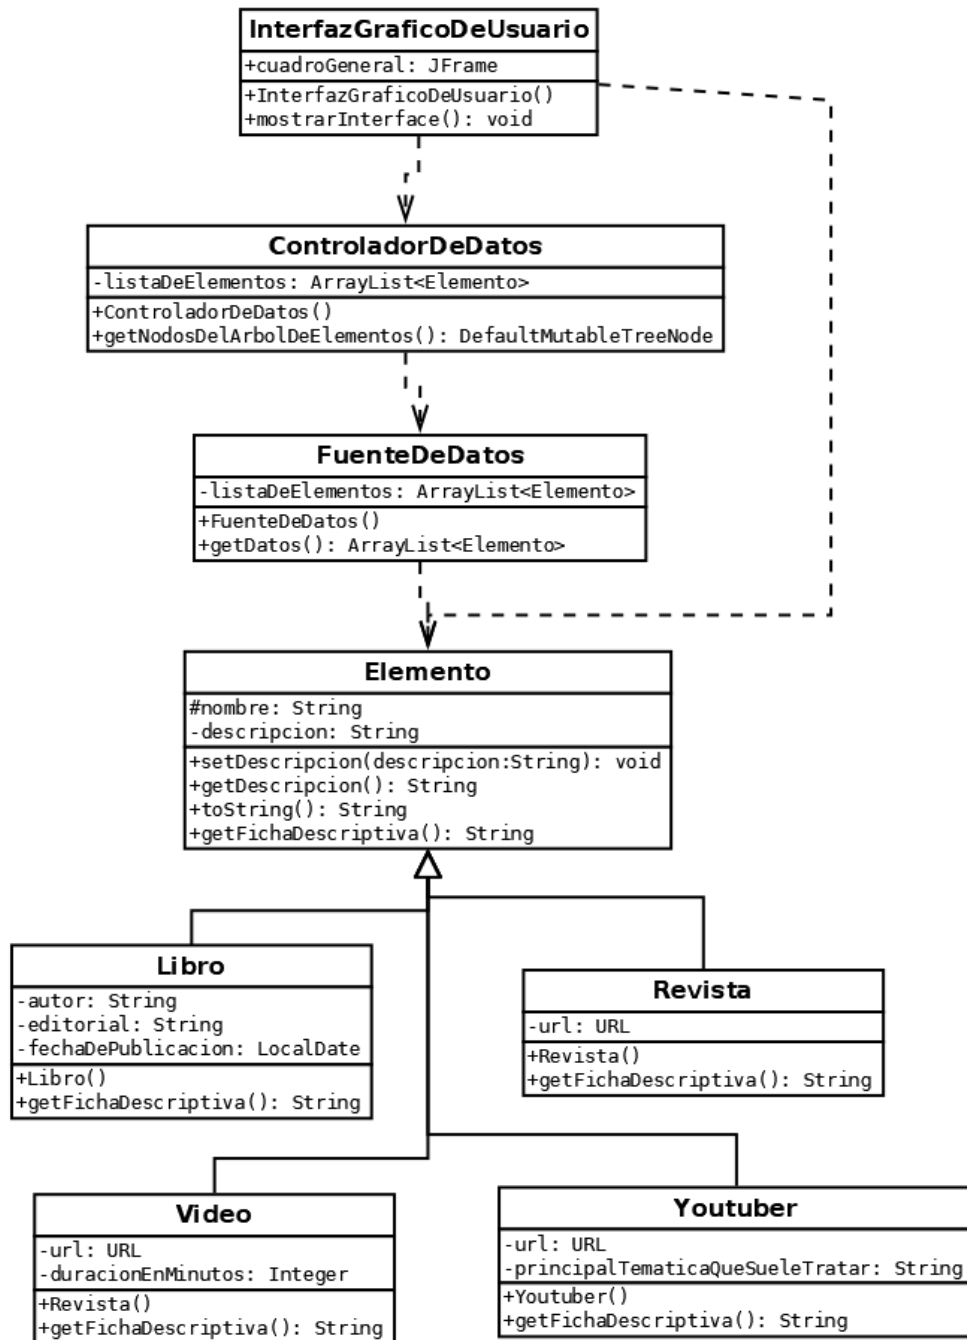 InterfazGraficoDeUsuario
+cuadroGeneral: JFrame
+InterfazGraficoDeUsuario()
+mostrarInterface(): void
ControladorDeDatos
-listaDeElementos: ArrayList<Elemento>
+ControladorDeDatos()
+getNodosDelArbolDeElementos(): DefaultMutableTreeNode
FuenteDeDatos
-listaDeElementos: ArrayList<Elemento>
+FuenteDeDatos()
+getDatos(): ArrayList<Elemento>
Elemento
#nombre: String
-descripcion: String
+setDescripcion(descripcion:String): void
+getDescripcion(): String
+toString(): String
+getFichaDescriptiva(): String
Libro
-autor: String
-editorial: String
-fechaDePublicacion: LocalDate
+Libro()
+getFichaDescriptiva(): String
Revista
-url: URL
+Revista()
+getFichaDescriptiva(): String
Video
-url: URL
-duracionEnMinutos: Integer
+Revista()
+getFichaDescriptiva(): String
Youtuber
-url: URL
-principalTematicaQueSueleTratar: String
+Youtuber()
+getFichaDescriptiva(): String